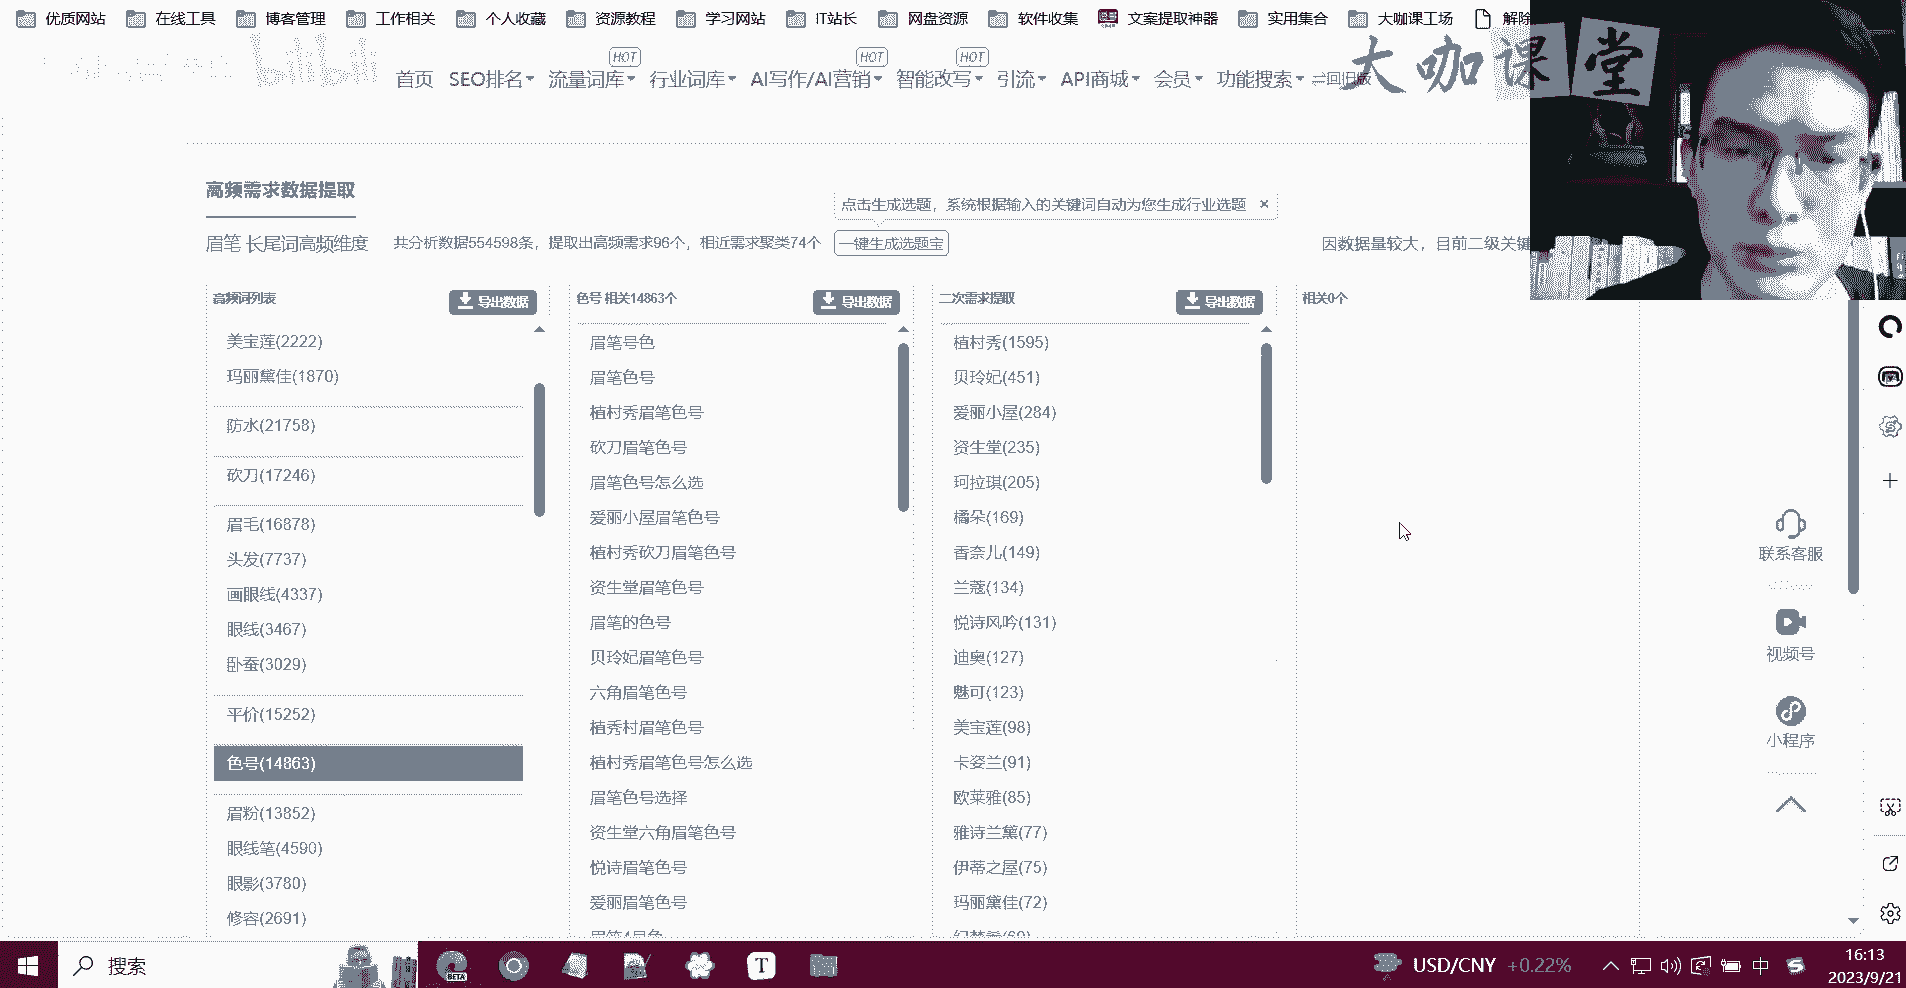 优质网站 在线工具 博客管理 工作相关 个人收藏 资源教程 学习网站 IT站长 网盘资源 软件收集 文案提取神器 实用集合 大咖课工场 解除
bilibili
大咖课堂
HOT HOT HOT
首页 SEO排名 流量词库 行业词库 AI写作/AI营销 智能改写 引流 API商城 会员 功能搜索 回旧版
高频需求数据提取
点击生成选题，系统根据输入的关键词自动为您生成行业选题 ×
眉笔 长尾词高频维度 共分析数据554598条，提取出高频需求96个，相近需求聚类74个 一键生成选题宝 因数据量较大，目前二级关键
高频词列表 导出数据
美宝莲(2222)
玛丽黛佳(1870)
防水(21758)
砍刀(17246)
眉毛(16878)
头发(7737)
画眼线(4337)
眼线(3467)
卧蚕(3029)
平价(15252)
色号(14863)
眉粉(13852)
眼线笔(4590)
眼影(3780)
修容(2691)
色号 相关14863个 导出数据
眉笔号色
眉笔色号
植村秀眉笔色号
砍刀眉笔色号
眉笔色号怎么选
爱丽小屋眉笔色号
植村秀砍刀眉笔色号
资生堂眉笔色号
眉笔的色号
贝玲妃眉笔色号
六角眉笔色号
植秀村眉笔色号
植村秀眉笔色号怎么选
眉笔色号选择
资生堂六角眉笔色号
悦诗眉笔色号
爱丽眉笔色号
二次需求提取 导出数据
植村秀(1595)
贝玲妃(451)
爱丽小屋(284)
资生堂(235)
珂拉琪(205)
橘朵(169)
香奈儿(149)
兰蔻(134)
悦诗风吟(131)
迪奥(127)
魅可(123)
美宝莲(98)
卡姿兰(91)
欧莱雅(85)
雅诗兰黛(77)
伊蒂之屋(75)
玛丽黛佳(72)
相关0个
联系客服
视频号
小程序
搜索
BETA
T
USD/CNY +0.22%
中
16:13
2023/9/21